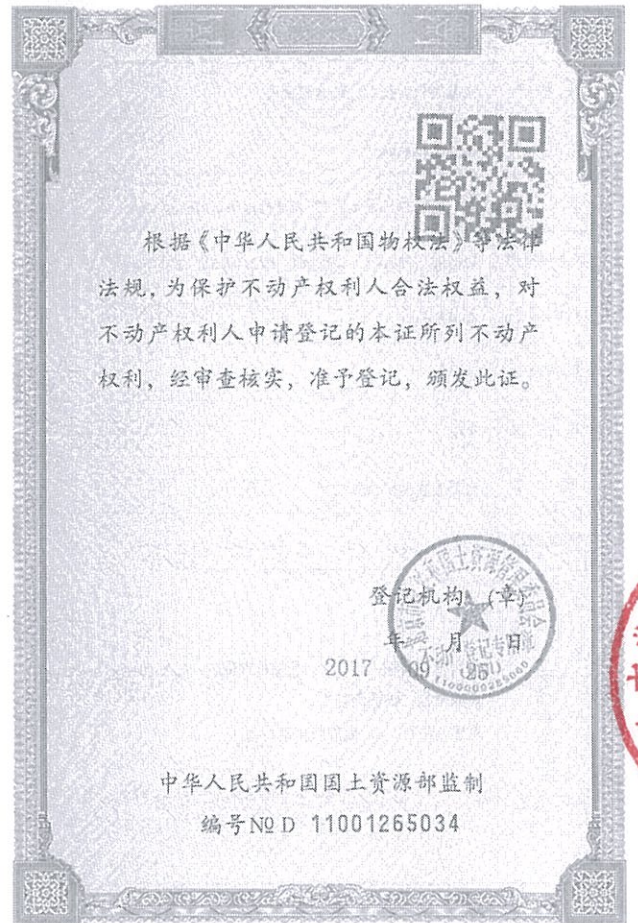 根据《中华人民共和国物权法》等法律
法规,为保护不动产权利人合法权益,对
不动产权利人申请登记的本证所列不动产
权利,经审查核实,准予登记,颁发此证。
登记机构 (章)
年 月 日
2017 09 25
中华人民共和国国土资源部监制
编号№ D 11001265034